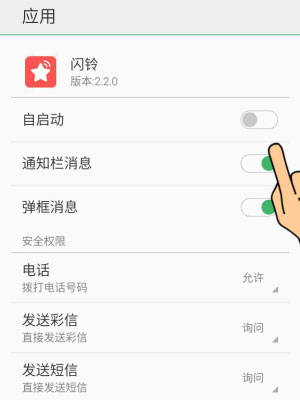 应用
闪铃
版本:2.2.0
自启动
通知栏消息
弹框消息
安全权限
电话
拨打电话号码
允许
发送彩信
直接发送彩信
询问
发送短信
直接发送短信
询问